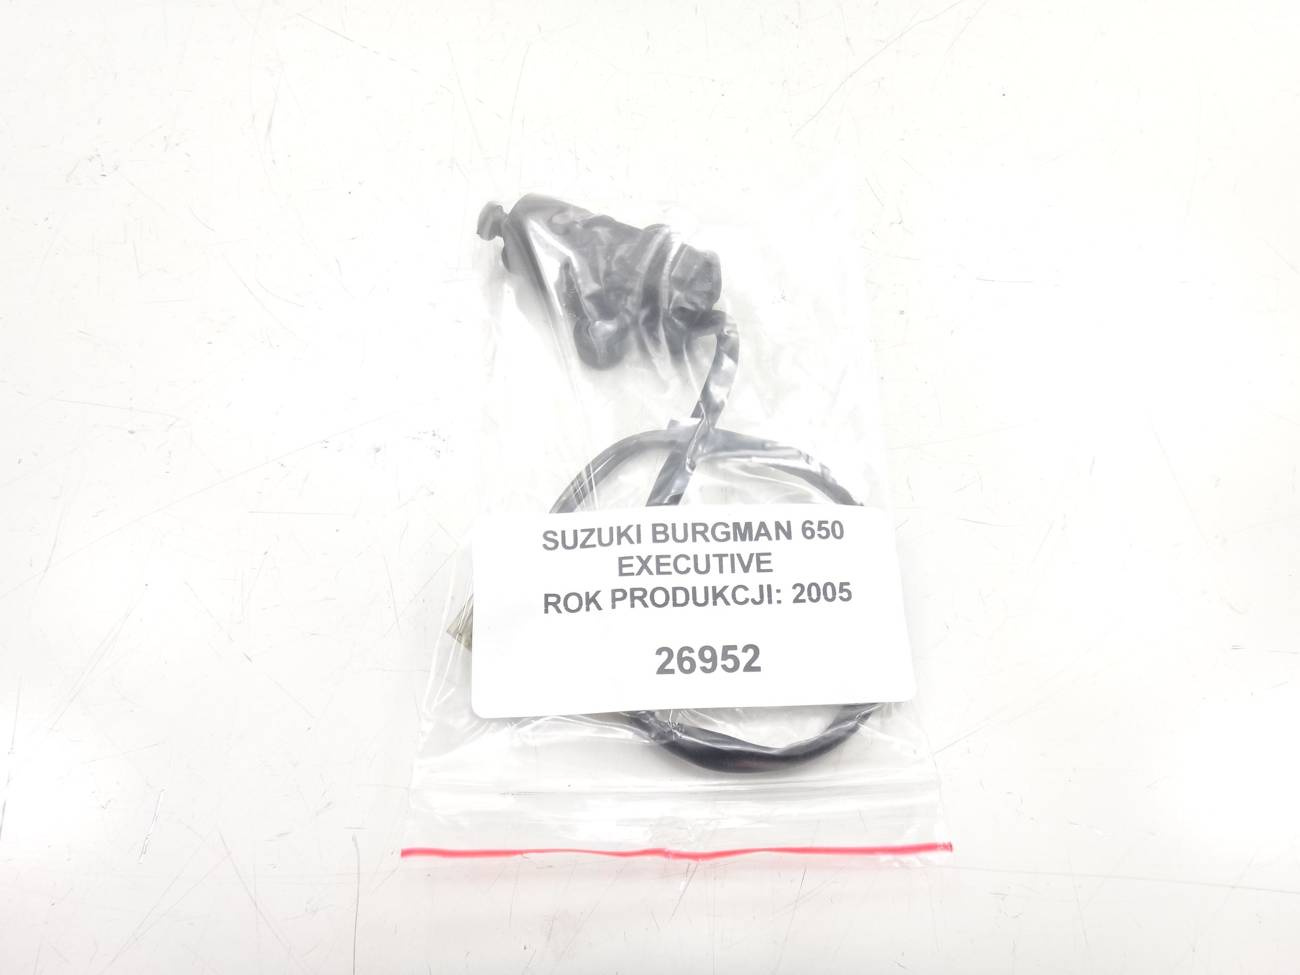 SUZUKI BURGMAN 650
EXECUTIVE
ROK PRODUKCJI: 2005
26952